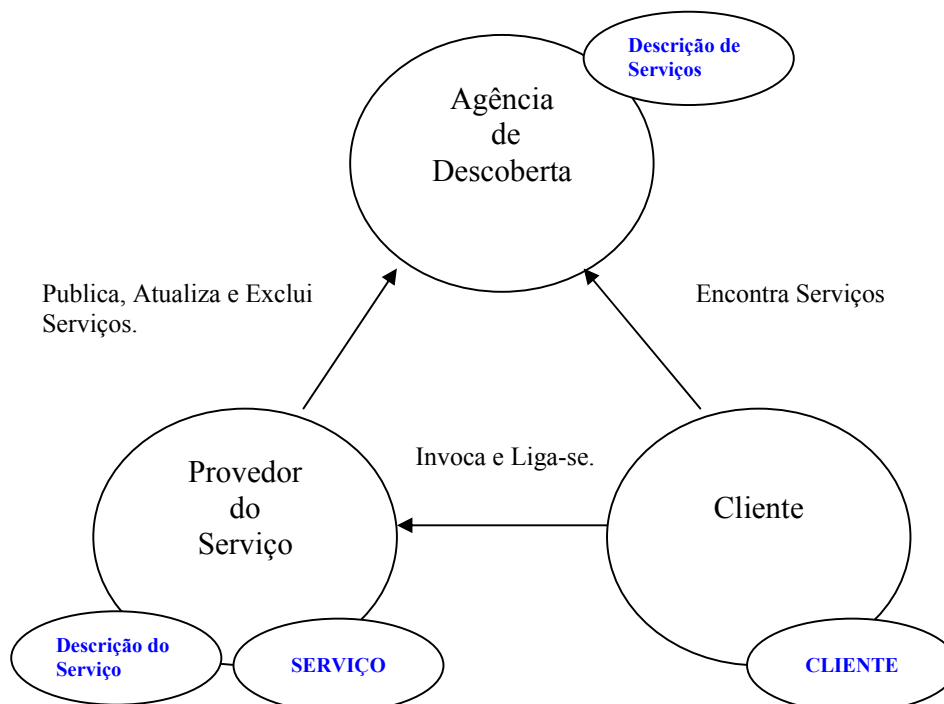 Descrição de
Serviços
Agência
de
Descoberta
Publica, Atualiza e Exclui
Serviços.
Encontra Serviços
Invoca e Liga-se.
Provedor
do
Serviço
Cliente
Descrição do
Serviço
SERVIÇO
CLIENTE